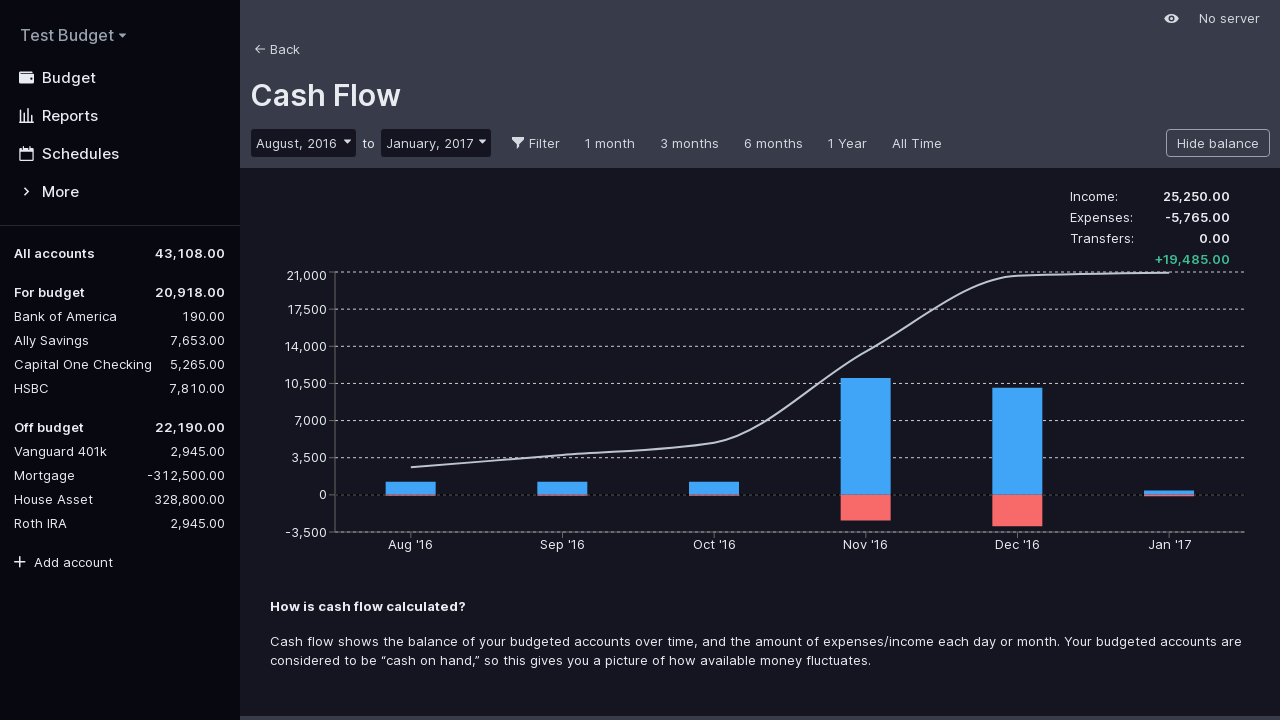 Test Budget
Budget
Reports
Schedules
More
All accounts 43,108.00
For budget 20,918.00
Bank of America 190.00
Ally Savings 7,653.00
Capital One Checking 5,265.00
HSBC 7,810.00
Off budget 22,190.00
Vanguard 401k 2,945.00
Mortgage -312,500.00
House Asset 328,800.00
Roth IRA 2,945.00
Add account
No server
Back
Cash Flow
August, 2016 to January, 2017 Filter 1 month 3 months 6 months 1 Year All Time Hide balance
Income: 25,250.00
Expenses: -5,765.00
Transfers: 0.00
+19,485.00
21,000
17,500
14,000
10,500
7,000
3,500
0
-3,500
Aug '16 Sep '16 Oct '16 Nov '16 Dec '16 Jan '17
How is cash flow calculated?
Cash flow shows the balance of your budgeted accounts over time, and the amount of expenses/income each day or month. Your budgeted accounts are
considered to be “cash on hand,” so this gives you a picture of how available money fluctuates.